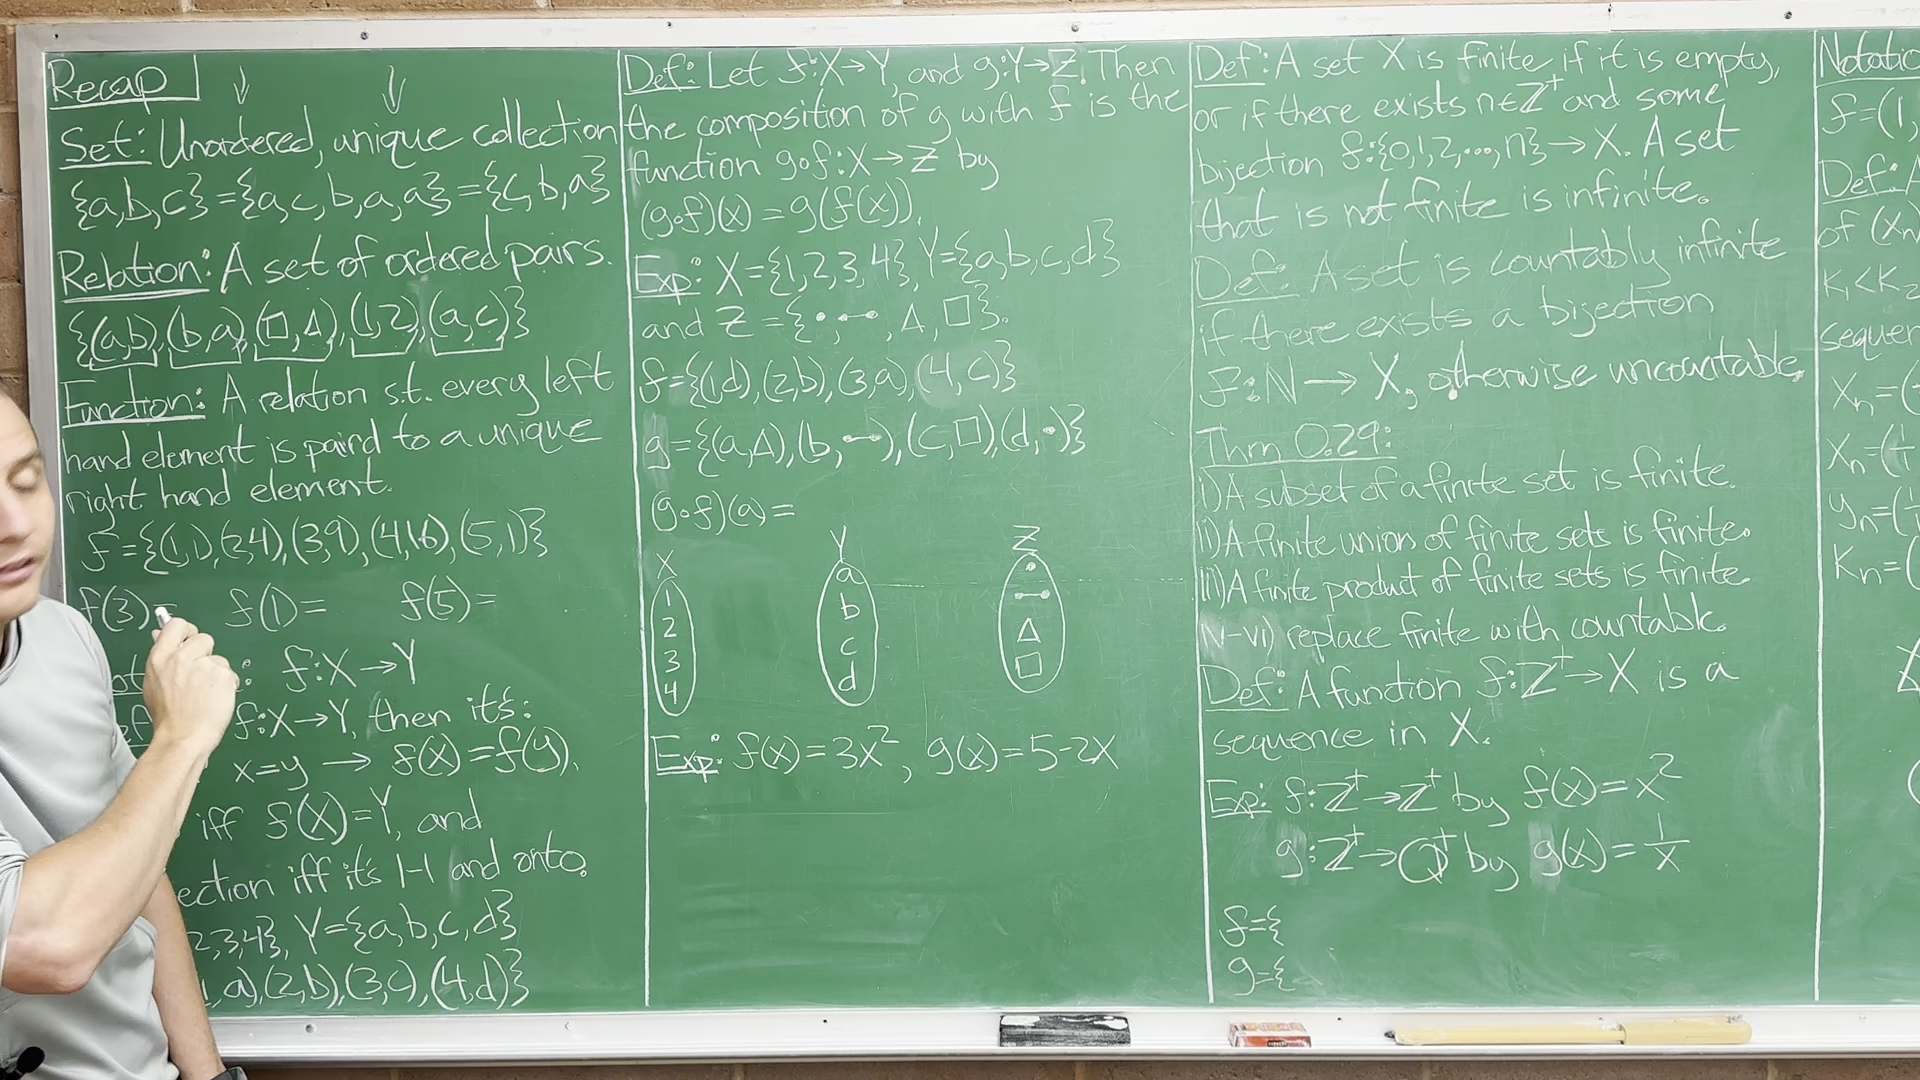 Recap
Set: Unordered, unique collection
{a,b,c}={a,c,b,a,a}={c,b,a}
Relation: A set of ordered pairs.
{(a,b),(b,a),(□,Δ),(1,2),(a,c)}
Function: A relation s.t. every left
hand element is paird to a unique
right hand element.
f={(1,1),(2,4),(3,9),(4,16),(5,1)}
f(3)= f(1)= f(5)=
: f:X→Y
f:X→Y, then it's:
x=y → f(x)=f(y).
iff f(X)=Y, and
ection iff it's 1-1 and onto.
2,3,4}, Y={a,b,c,d}
,a),(2,b),(3,c),(4,d)}
Def: Let f:X→Y, and g:Y→Z. Then
the composition of g with f is the
function g∘f:X→Z by
(g∘f)(x)=g(f(x)).
Exp: X={1,2,3,4}, Y={a,b,c,d}
and Z={•,•–•,Δ,□}.
f={(1,d),(2,b),(3,a),(4,c)}
g={(a,Δ),(b,•–•),(c,□)(d,•)}
(g∘f)(a)=
X Y Z
1 a •
2 b •–•
3 c Δ
4 d □
Exp: f(x)=3x², g(x)=5-2x
Def: A set X is finite if it is empty,
or if there exists n∈Z⁺ and some
bijection f:{0,1,2,...,n}→X. A set
that is not finite is infinite.
Def: A set is countably infinite
if there exists a bijection
f:N→X, otherwise uncountable.
Thm 0.29:
i) A subset of a finite set is finite.
ii) A finite union of finite sets is finite.
iii) A finite product of finite sets is finite.
iv-vi) replace finite with countable.
Def: A function f:Z⁺→X is a
sequence in X.
Exp: f:Z⁺→Z⁺ by f(x)=x²
g:Z⁺→Q⁺ by g(x)=1/x
f={
g={
Notatio
f=(1,
Def: A
of (xn)
K₁<K₂
sequen
Xn=(
Xn=(
yn=(
Kn=(